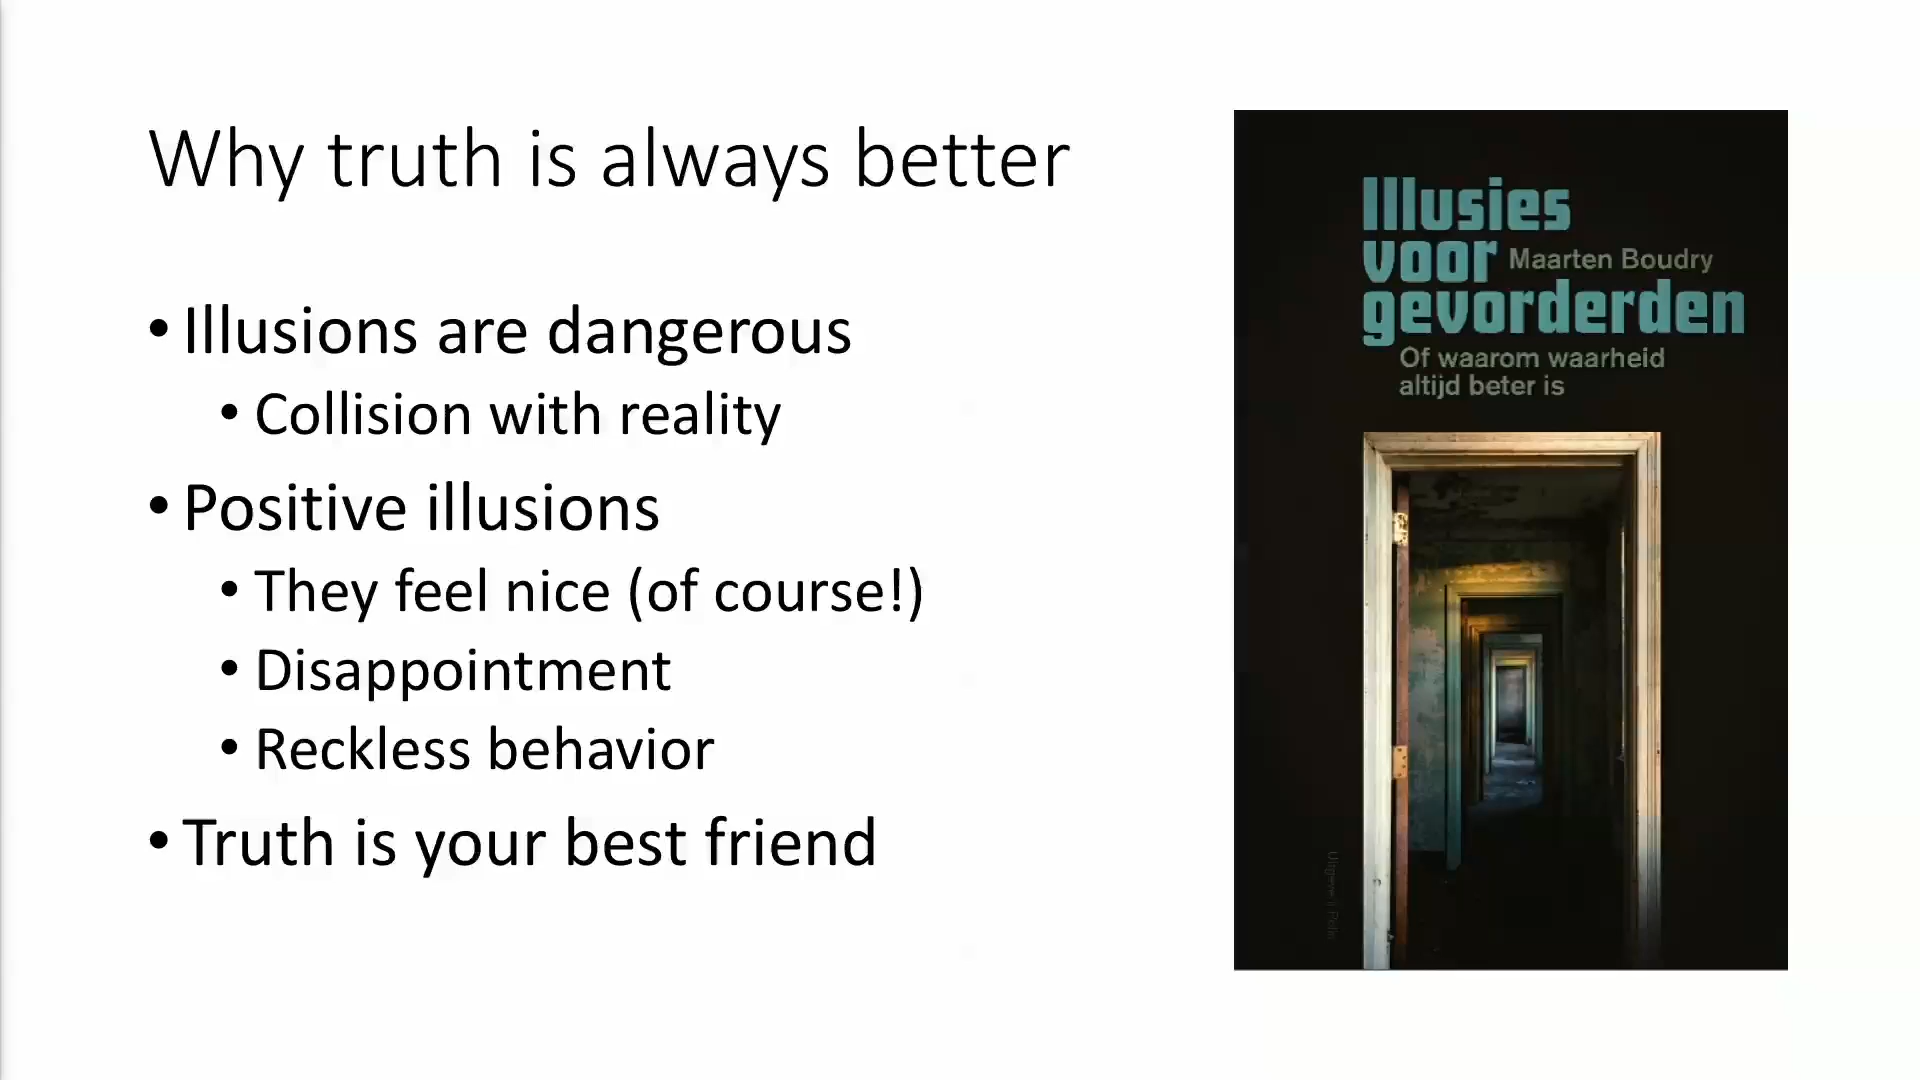 Why truth is always better
• Illusions are dangerous
• Collision with reality
• Positive illusions
• They feel nice (of course!)
• Disappointment
• Reckless behavior
• Truth is your best friend
Illusies
voor Maarten Boudry
gevorderden
Of waarom waarheid
altijd beter is